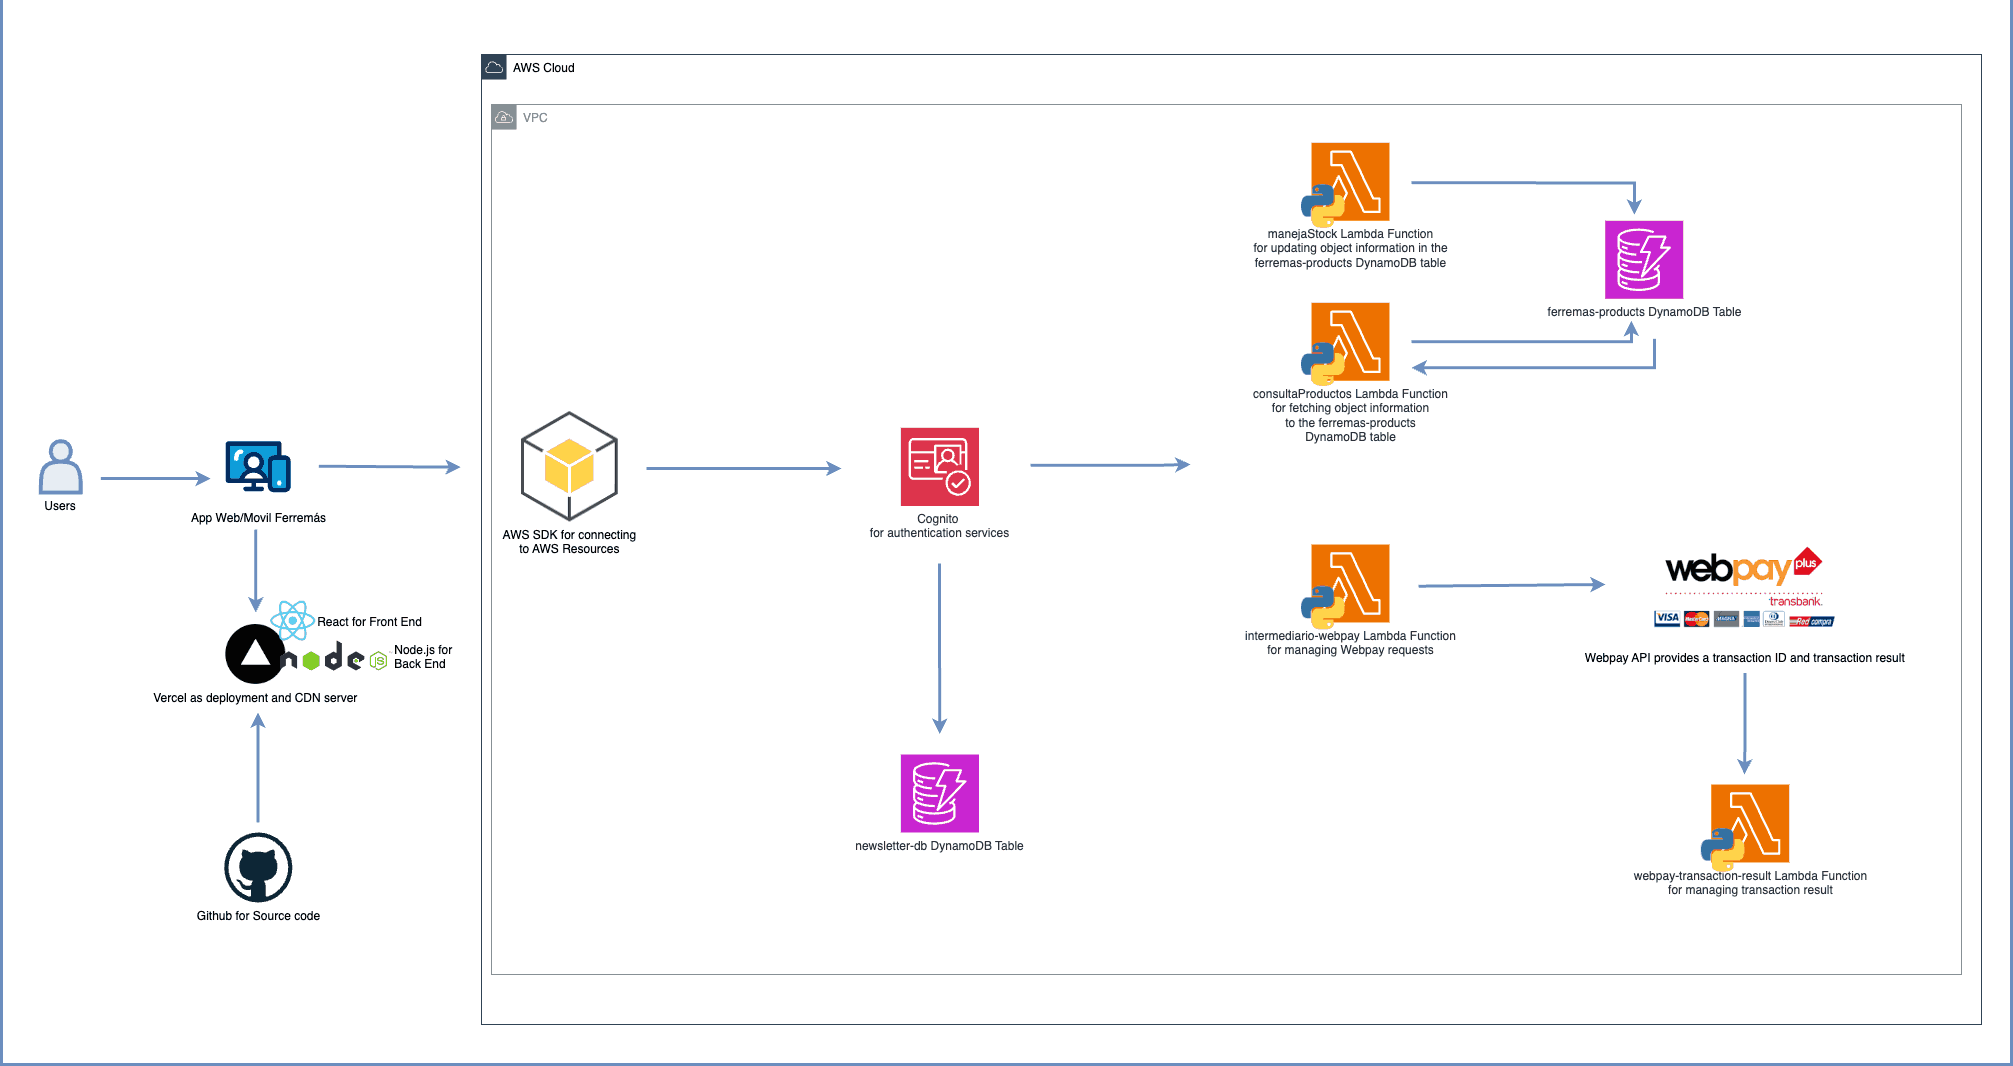 AWS Cloud
VPC
manejaStock Lambda Function
for updating object information in the
ferremas-products DynamoDB table
ferremas-products DynamoDB Table
consultaProductos Lambda Function
for fetching object information
to the ferremas-products
DynamoDB table
Users
App Web/Movil Ferremás
AWS SDK for connecting
to AWS Resources
Cognito
for authentication services
React for Front End
node
JS
Node.js for
Back End
Vercel as deployment and CDN server
Github for Source code
newsletter-db DynamoDB Table
intermediario-webpay Lambda Function
for managing Webpay requests
webpay plus
transbank.
VISA
MasterCard
MAGNA
Red compra
Webpay API provides a transaction ID and transaction result
webpay-transaction-result Lambda Function
for managing transaction result